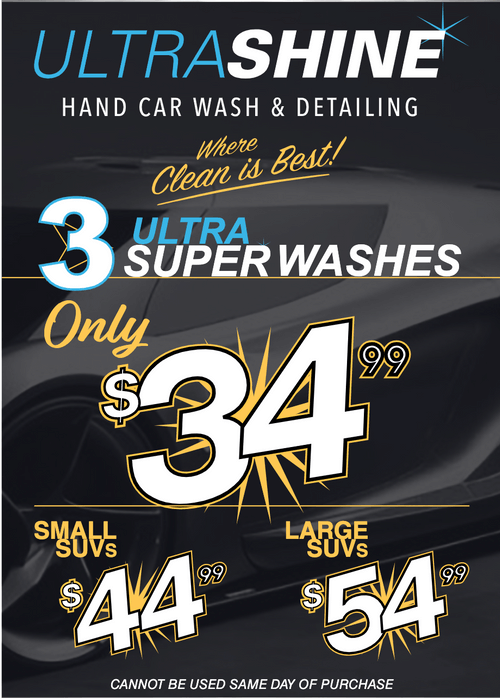 ULTRASHINE
HAND CAR WASH & DETAILING
Where
Clean is Best!
3 ULTRA
SUPER WASHES
Only
$34.99
SMALL
SUVs
$44.99
LARGE
SUVs
$54.99
CANNOT BE USED SAME DAY OF PURCHASE